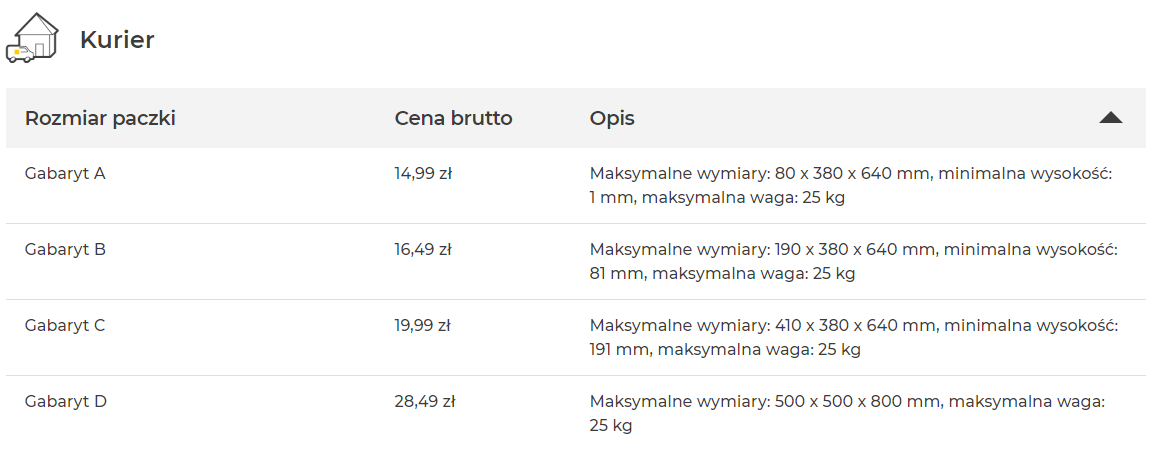 Kurier
Rozmiar paczki Cena brutto Opis
Gabaryt A 14,99 zł Maksymalne wymiary: 80 x 380 x 640 mm, minimalna wysokość:
1 mm, maksymalna waga: 25 kg
Gabaryt B 16,49 zł Maksymalne wymiary: 190 x 380 x 640 mm, minimalna wysokość:
81 mm, maksymalna waga: 25 kg
Gabaryt C 19,99 zł Maksymalne wymiary: 410 x 380 x 640 mm, minimalna wysokość:
191 mm, maksymalna waga: 25 kg
Gabaryt D 28,49 zł Maksymalne wymiary: 500 x 500 x 800 mm, maksymalna waga:
25 kg